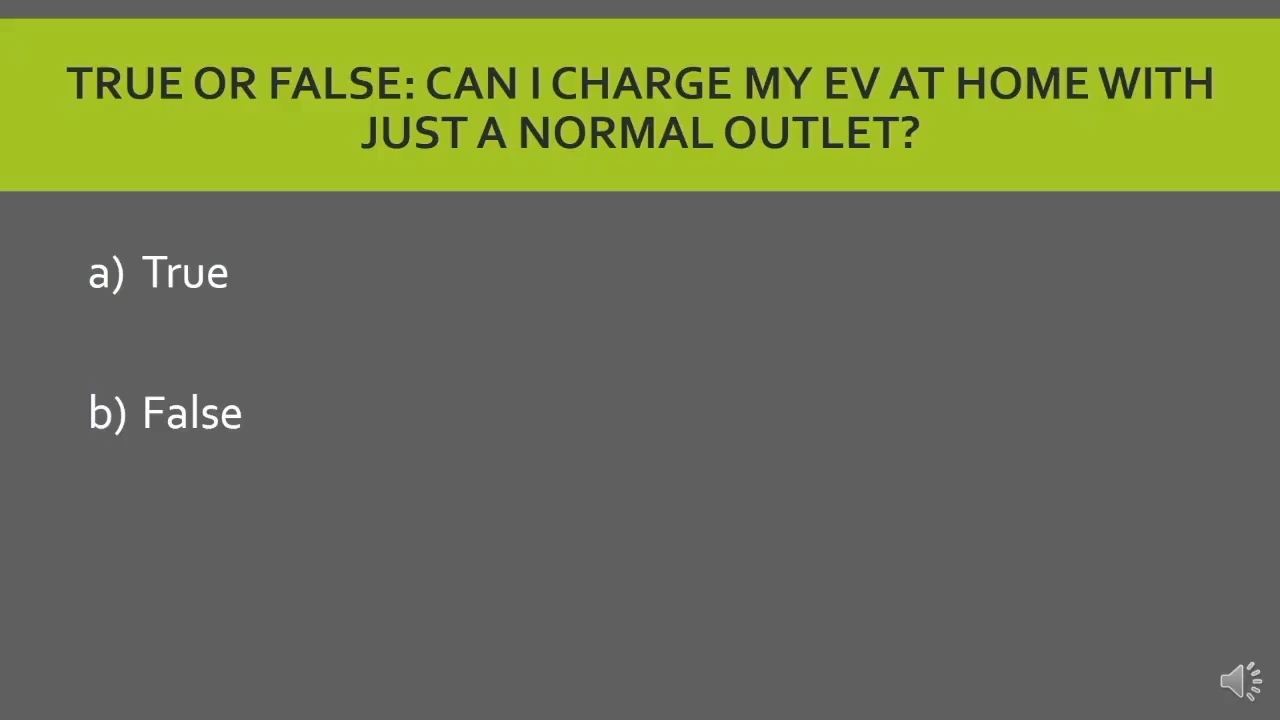 TRUE OR FALSE: CAN I CHARGE MY EV AT HOME WITH
JUST A NORMAL OUTLET?
a) True
b) False